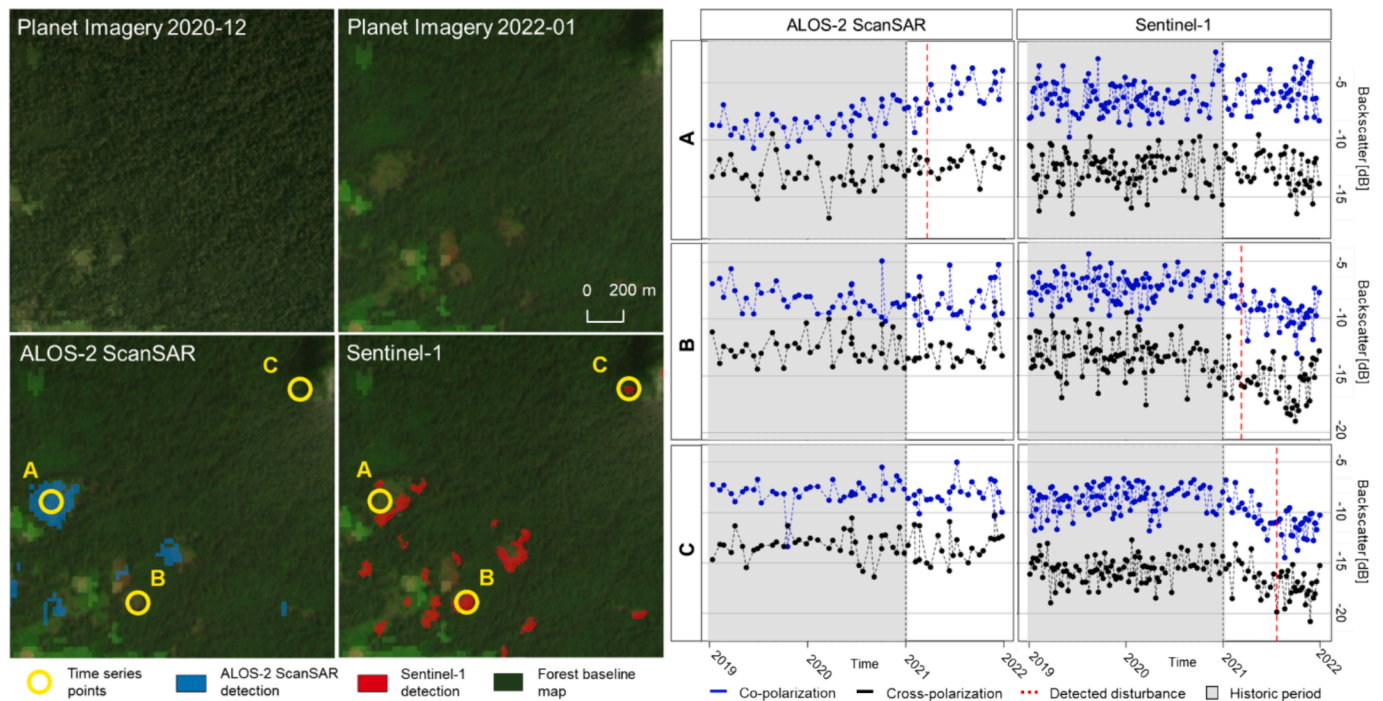 Planet Imagery 2020-12
Planet Imagery 2022-01
0 200 m
ALOS-2 ScanSAR
C
A
B
Sentinel-1
C
A
B
Time series
points
ALOS-2 ScanSAR
detection
Sentinel-1
detection
Forest baseline
map
ALOS-2 ScanSAR
Sentinel-1
A
-5
-10
-15
Backscatter [dB]
B
-5
-10
-15
-20
Backscatter [dB]
C
-5
-10
-15
-20
Backscatter [dB]
2019
2020
Time
2021
2022
2019
2020
Time
2021
2022
Co-polarization
Cross-polarization
Detected disturbance
Historic period